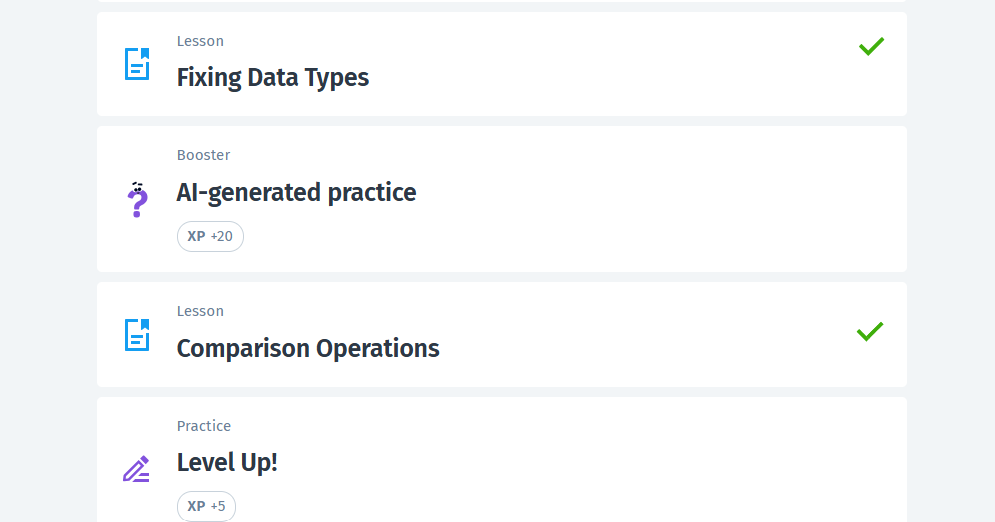 Lesson
Fixing Data Types
Booster
AI-generated practice
XP +20
Lesson
Comparison Operations
Practice
Level Up!
XP +5